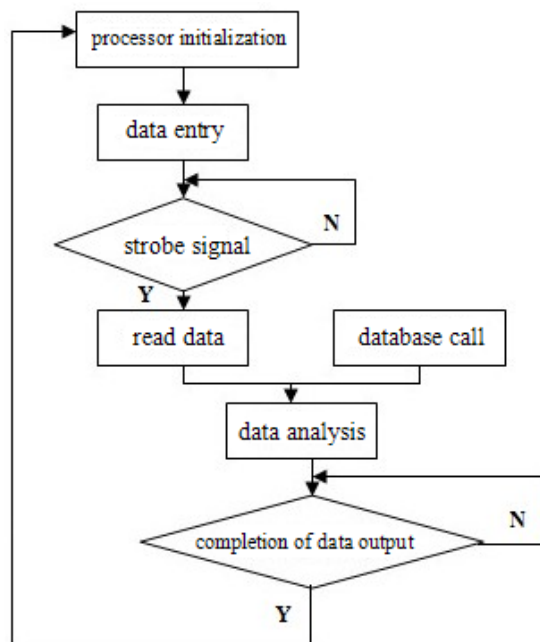 processor initialization
data entry
N
strobe signal
Y
read data
database call
data analysis
N
completion of data output
Y